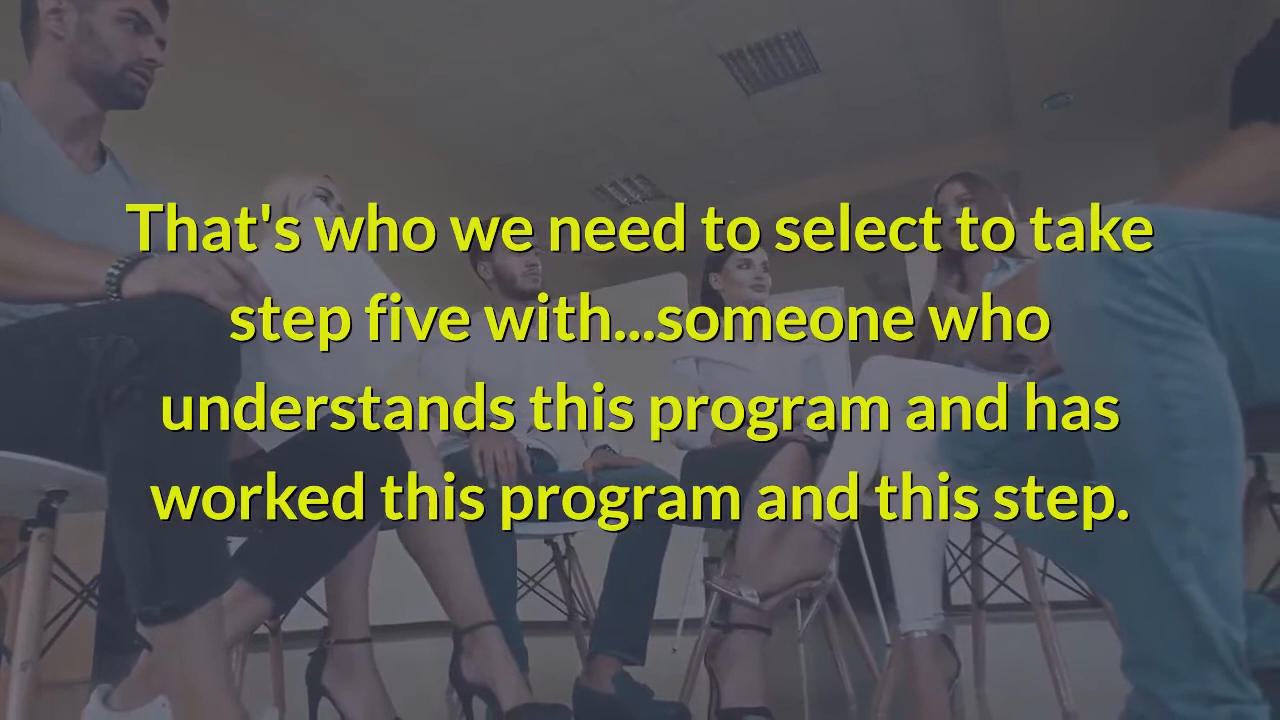 That's who we need to select to take
step five with...someone who
understands this program and has
worked this program and this step.